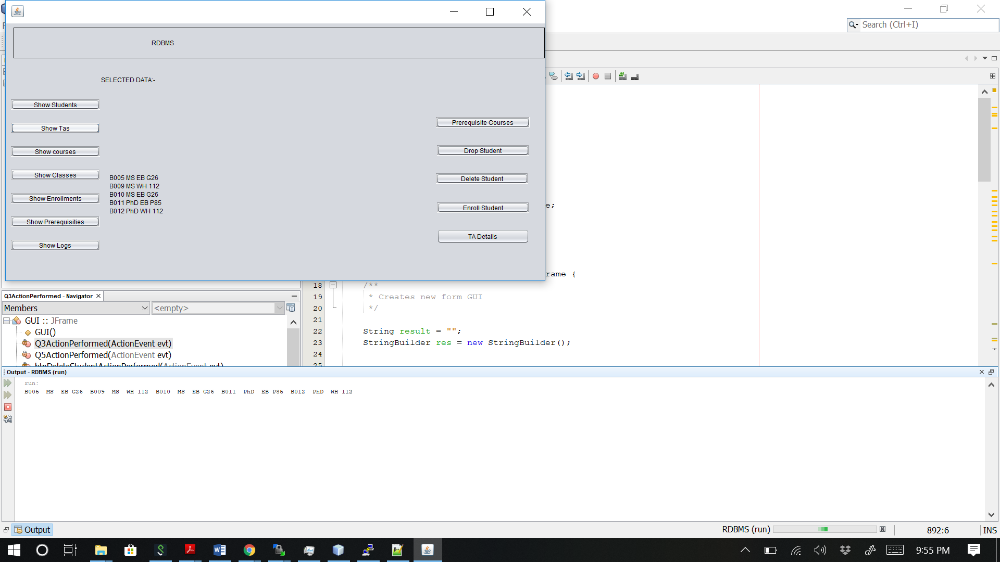 Search (Ctrl+I)
RDBMS
SELECTED DATA:-
Show Students
Show Tas
Show courses
Show Classes
Show Enrollments
Show Prerequisities
Show Logs
B005 MS EB G26
B009 MS WH 112
B010 MS EB G26
B011 PhD EB P85
B012 PhD WH 112
Prerequisite Courses
Drop Student
Delete Student
Enroll Student
TA Details
e;
rame {
18 /**
19 * Creates new form GUI
20 */
21
22 String result = "";
23 StringBuilder res = new StringBuilder();
24
25
Q3ActionPerformed - Navigator
Members
<empty>
GUI :: JFrame
GUI()
Q3ActionPerformed(ActionEvent evt)
Q5ActionPerformed(ActionEvent evt)
btnDeleteStudentActionPerformed(ActionEvent evt)
Output - RDBMS (run)
run:
B005 MS EB G26 B009 MS WH 112 B010 MS EB G26 B011 PhD EB P85 B012 PhD WH 112
Output
RDBMS (run)
892:6
INS
9:55 PM